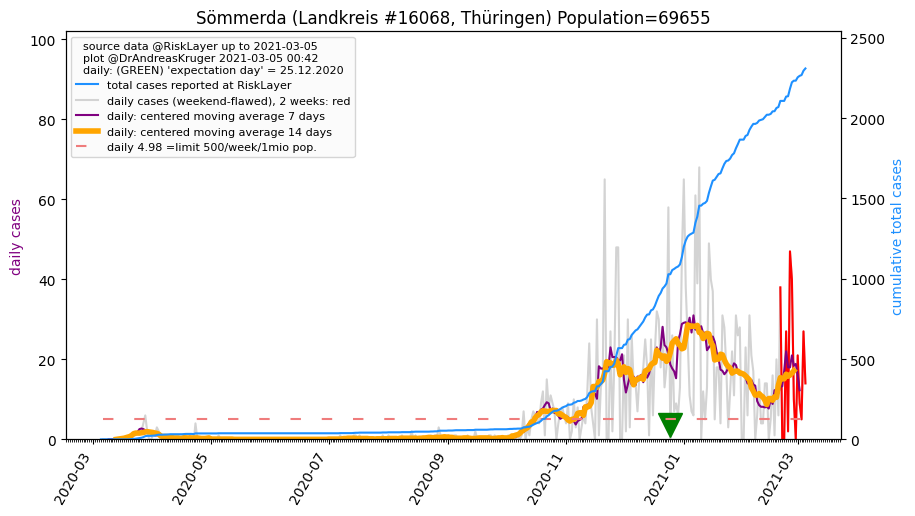 Sömmerda (Landkreis #16068, Thüringen) Population=69655
source data @RiskLayer up to 2021-03-05
plot @DrAndreasKruger 2021-03-05 00:42
daily: (GREEN) 'expectation day' = 25.12.2020
total cases reported at RiskLayer
daily cases (weekend-flawed), 2 weeks: red
daily: centered moving average 7 days
daily: centered moving average 14 days
daily 4.98 =limit 500/week/1mio pop.
daily cases
100
80
60
40
20
0
cumulative total cases
2500
2000
1500
1000
500
0
2020-03
2020-05
2020-07
2020-09
2020-11
2021-01
2021-03